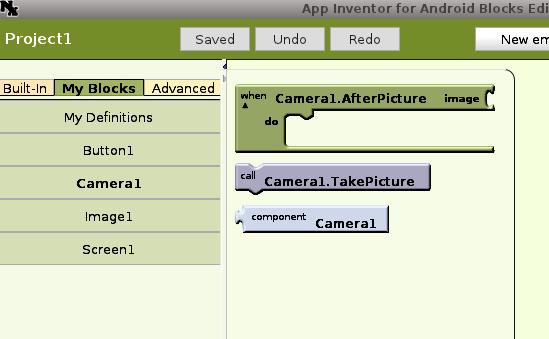 App Inventor for Android Blocks Edi
Project1
Saved
Undo
Redo
New em
Built-In
My Blocks
Advanced
My Definitions
Button1
Camera1
Image1
Screen1
when Camera1.AfterPicture image
do
call Camera1.TakePicture
component Camera1